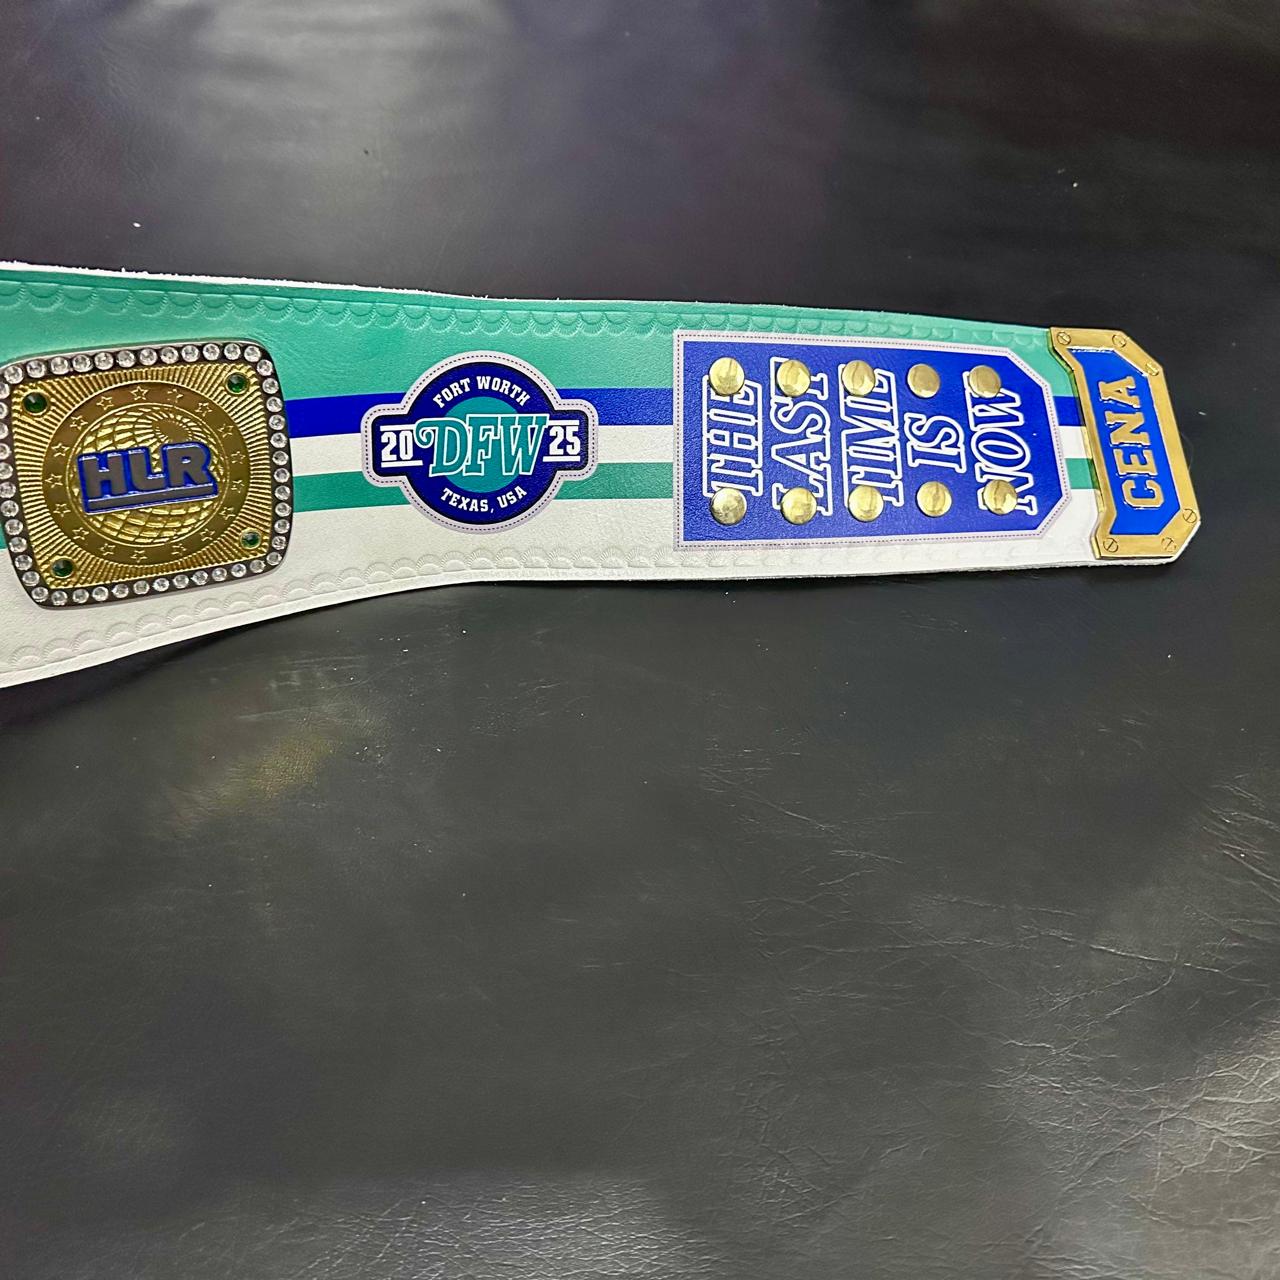 HLR
FORT WORTH
20 DFW 25
TEXAS, USA
THE
LAST
TIME
IS
NOW
CENA